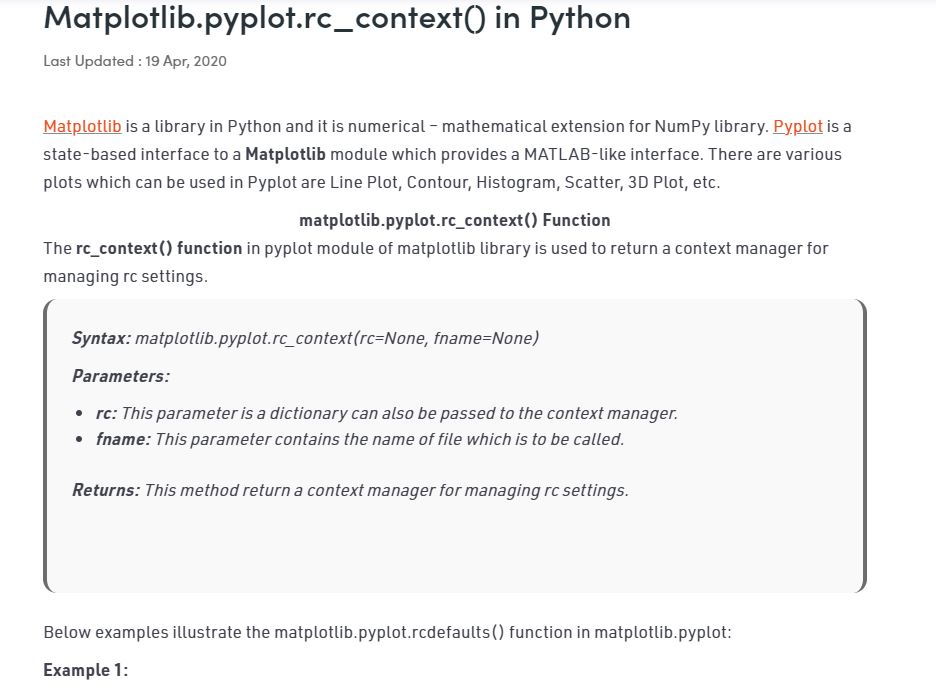 Matplotlib.pyplot.rc_context() in Python
Last Updated : 19 Apr, 2020
Matplotlib is a library in Python and it is numerical – mathematical extension for NumPy library. Pyplot is a
state-based interface to a Matplotlib module which provides a MATLAB-like interface. There are various
plots which can be used in Pyplot are Line Plot, Contour, Histogram, Scatter, 3D Plot, etc.
matplotlib.pyplot.rc_context() Function
The rc_context() function in pyplot module of matplotlib library is used to return a context manager for
managing rc settings.
Syntax: matplotlib.pyplot.rc_context(rc=None, fname=None)
Parameters:
• rc: This parameter is a dictionary can also be passed to the context manager.
• fname: This parameter contains the name of file which is to be called.
Returns: This method return a context manager for managing rc settings.
Below examples illustrate the matplotlib.pyplot.rcdefaults() function in matplotlib.pyplot:
Example 1: